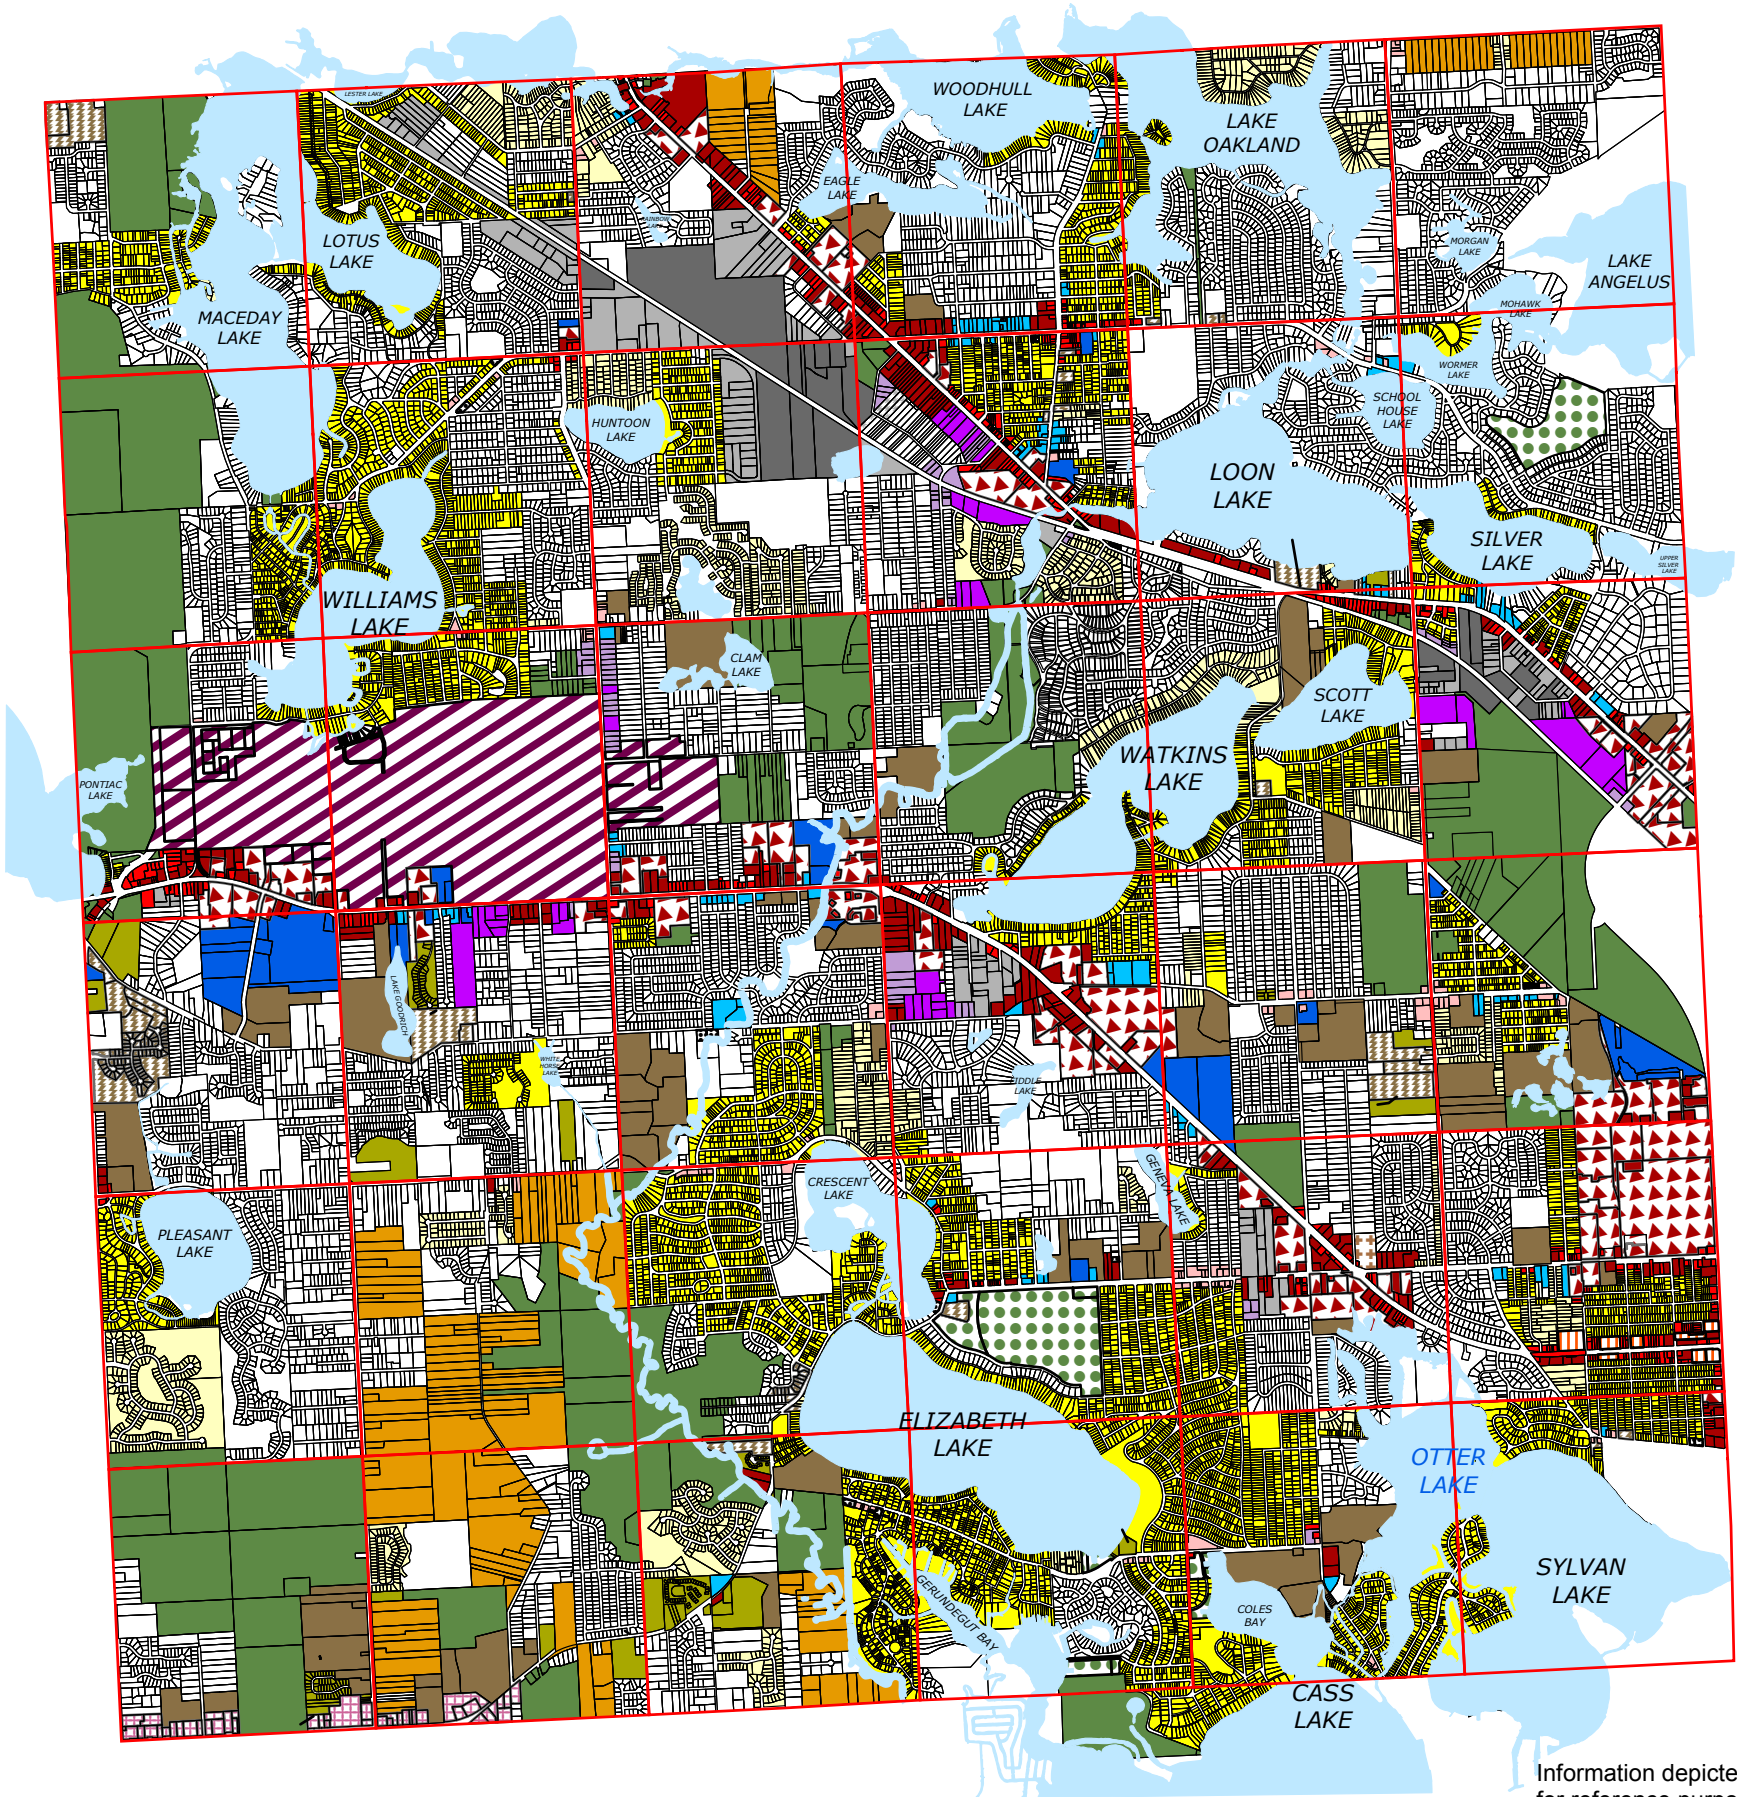 LESTER LAKE
WOODHULL
LAKE
LAKE
OAKLAND
EAGLE
LAKE
LOTUS
LAKE
MORGAN
LAKE
LAKE
ANGELUS
MACEDAY
LAKE
MOHAWK
LAKE
WORMER
LAKE
SCHOOL
HOUSE
LAKE
HUNTOON
LAKE
LOON
LAKE
SILVER
LAKE
UPPER
SILVER
LAKE
WILLIAMS
LAKE
CLAM
LAKE
SCOTT
LAKE
WATKINS
LAKE
PONTIAC
LAKE
LAKE GOODRICH
WHITE
HORSE
LAKE
LAKE
GENEVA LAKE
CRESCENT
LAKE
PLEASANT
LAKE
ELIZABETH
LAKE
OTTER
LAKE
SYLVAN
LAKE
GERUNDEGUT BAY
COLES
BAY
CASS
LAKE
Information depicte
for reference purpo